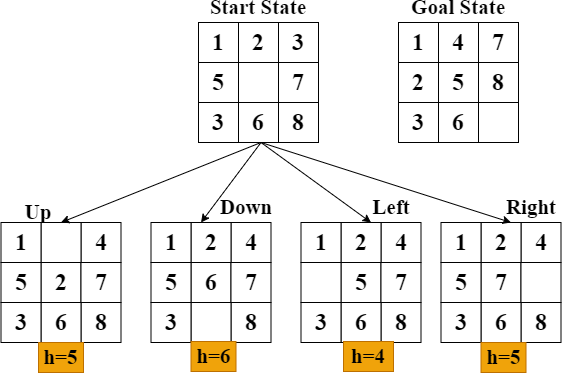 Start State
1 2 3
5 7
3 6 8
Goal State
1 4 7
2 5 8
3 6
Up
1 4
5 2 7
3 6 8
h=5
Down
1 2 4
5 6 7
3 8
h=6
Left
1 2 4
5 7
3 6 8
h=4
Right
1 2 4
5 7
3 6 8
h=5